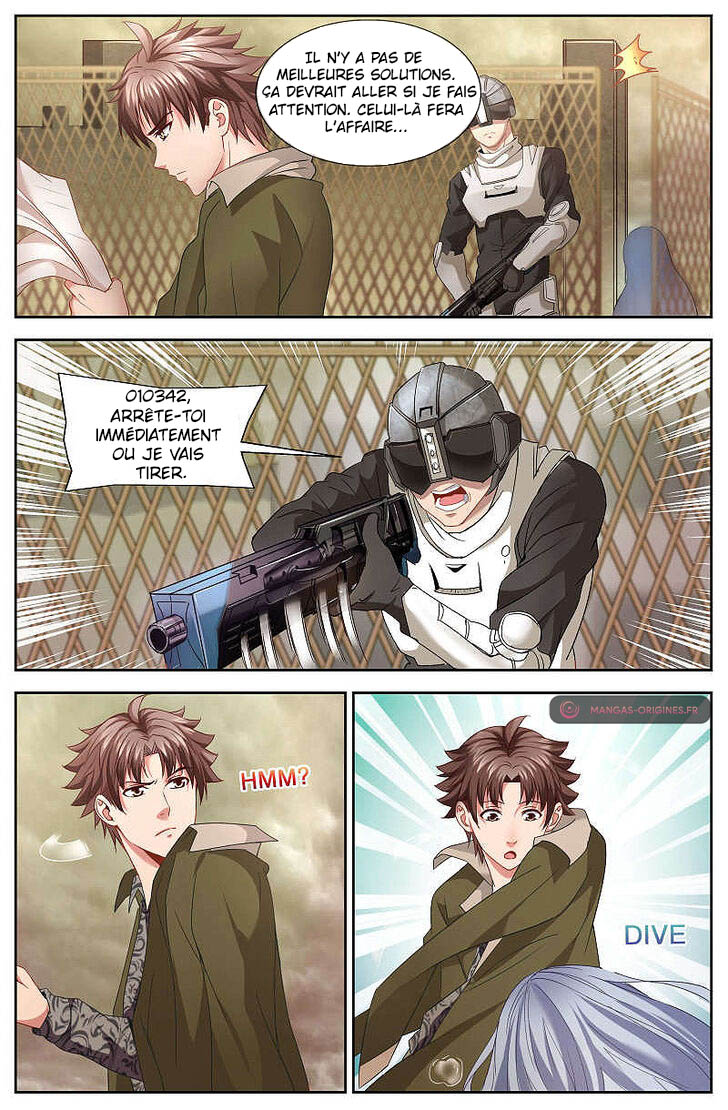 IL N'Y A PAS DE
MEILLEURES SOLUTIONS.
ÇA DEVRAIT ALLER SI JE FAIS
ATTENTION. CELUI-LÀ FERA
L'AFFAIRE...
010342,
ARRÊTE-TOI
IMMÉDIATEMENT
OU JE VAIS
TIRER.
HMM?
MANGAS-ORIGINES.FR
DIVE